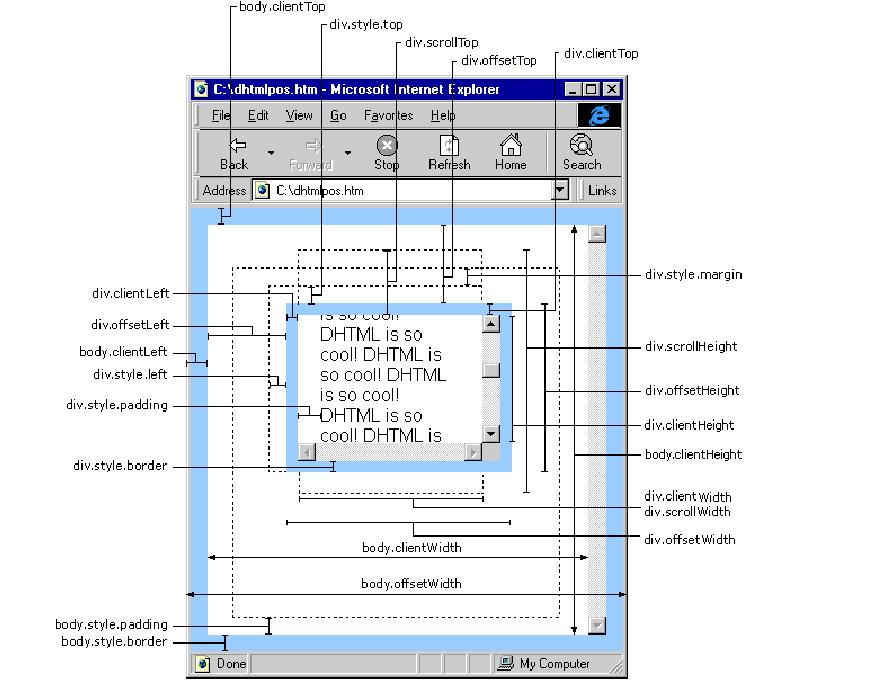 body.clientTop
div.style.top
div.scrollTop
div.clientTop
div.offsetTop
C:\dhtmlpos.htm - Microsoft Internet Explorer
File Edit View Go Favorites Help
Back Forward Stop Refresh Home Search
Address C:\dhtmlpos.htm Links
div.style.margin
div.clientLeft
is so cool!
div.offsetLeft
DHTML is so
div.scrollHeight
body.clientLeft
cool! DHTML is
div.style.left
so cool! DHTML
div.offsetHeight
is so cool!
div.style.padding
DHTML is so
div.clientHeight
cool! DHTML is
body.clientHeight
div.style.border
div.clientWidth
div.scrollWidth
div.offsetWidth
body.clientWidth
body.offsetWidth
body.style.padding
body.style.border
Done My Computer